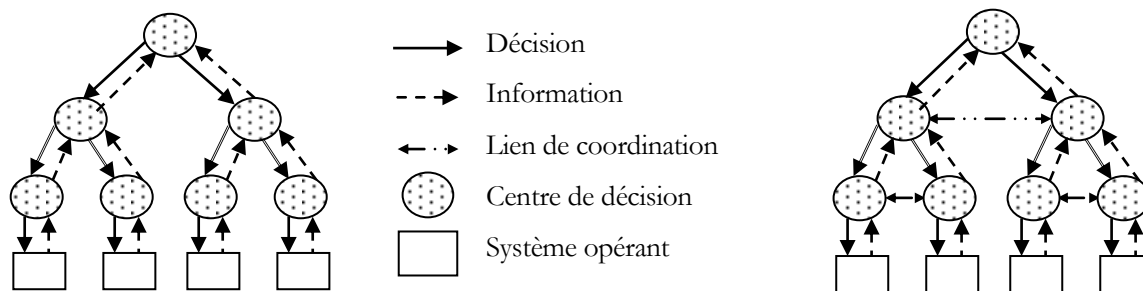 Décision
Information
Lien de coordination
Centre de décision
Système opérant